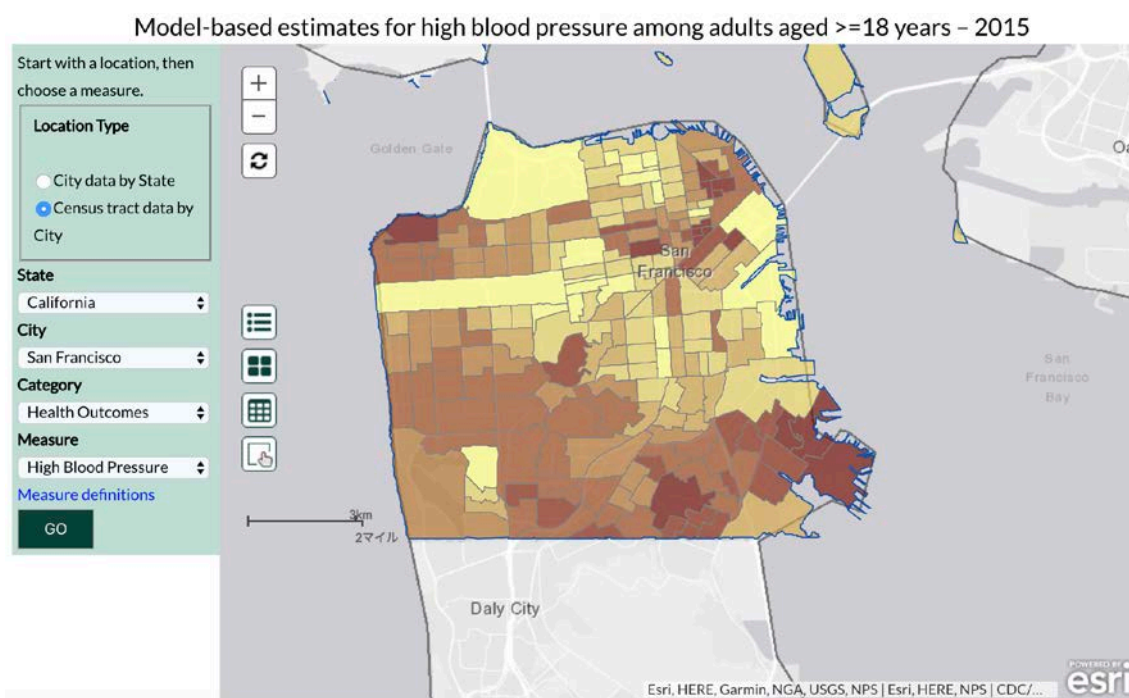 Model-based estimates for high blood pressure among adults aged >=18 years – 2015
Start with a location, then
choose a measure.
Location Type
City data by State
Census tract data by
City
State
California
City
San Francisco
Category
Health Outcomes
Measure
High Blood Pressure
Measure definitions
GO
+
−
Golden Gate
San
Francisco
San
Francisco
Bay
3km
2マイル
Daly City
Esri, HERE, Garmin, NGA, USGS, NPS | Esri, HERE, NPS | CDC/...
POWERED BY
esri